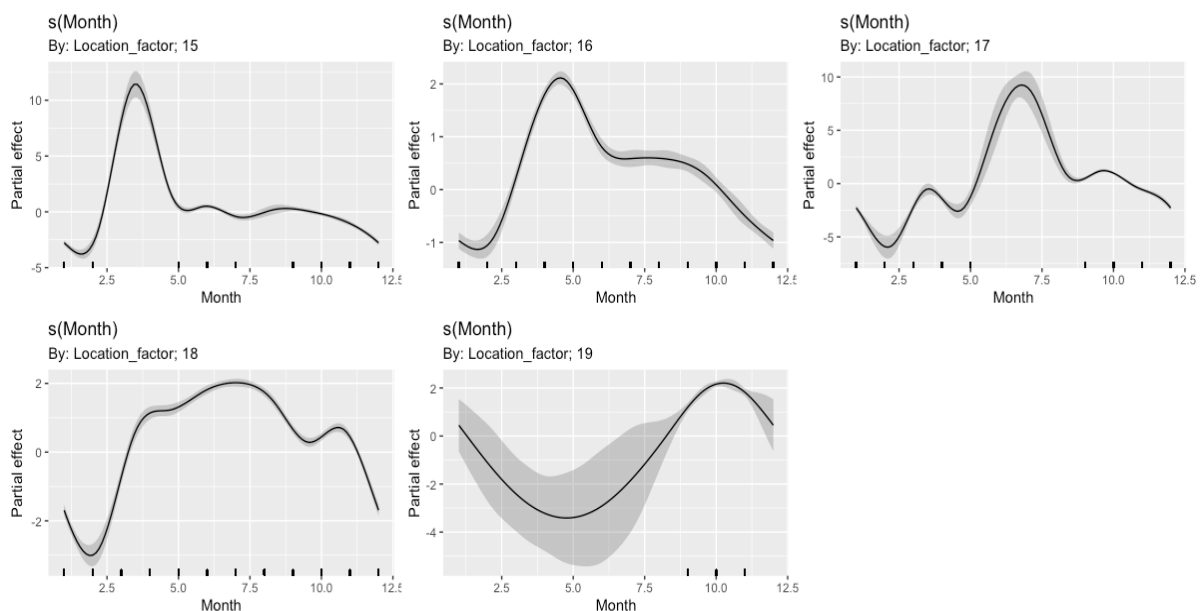 s(Month)
By: Location_factor; 15
Partial effect
10
5
0
-5
2.5
5.0
7.5
10.0
12.5
Month
s(Month)
By: Location_factor; 16
Partial effect
2
1
0
-1
2.5
5.0
7.5
10.0
12.5
Month
s(Month)
By: Location_factor; 17
Partial effect
10
5
0
-5
2.5
5.0
7.5
10.0
12.5
Month
s(Month)
By: Location_factor; 18
Partial effect
2
0
-2
2.5
5.0
7.5
10.0
12.5
Month
s(Month)
By: Location_factor; 19
Partial effect
2
0
-2
-4
2.5
5.0
7.5
10.0
12.5
Month